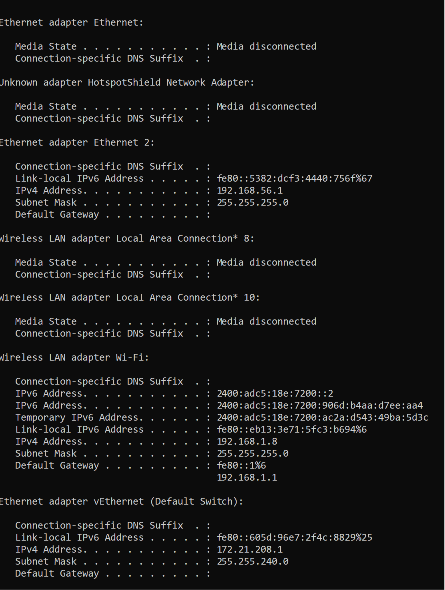 Ethernet adapter Ethernet:
Media State . . . . . . . . . . . : Media disconnected
Connection-specific DNS Suffix  . :
Unknown adapter HotspotShield Network Adapter:
Media State . . . . . . . . . . . : Media disconnected
Connection-specific DNS Suffix  . :
Ethernet adapter Ethernet 2:
Connection-specific DNS Suffix  . :
Link-local IPv6 Address . . . . . : fe80::5382:dcf3:4440:756f%67
IPv4 Address. . . . . . . . . . . : 192.168.56.1
Subnet Mask . . . . . . . . . . . : 255.255.255.0
Default Gateway . . . . . . . . . :
Wireless LAN adapter Local Area Connection* 8:
Media State . . . . . . . . . . . : Media disconnected
Connection-specific DNS Suffix  . :
Wireless LAN adapter Local Area Connection* 10:
Media State . . . . . . . . . . . : Media disconnected
Connection-specific DNS Suffix  . :
Wireless LAN adapter Wi-Fi:
Connection-specific DNS Suffix  . :
IPv6 Address. . . . . . . . . . . : 2400:adc5:18e:7200::2
IPv6 Address. . . . . . . . . . . : 2400:adc5:18e:7200:906d:b4aa:d7ee:aa4
Temporary IPv6 Address. . . . . . : 2400:adc5:18e:7200:ac2a:d543:49ba:5d3c
Link-local IPv6 Address . . . . . : fe80::eb13:3e71:5fc3:b694%6
IPv4 Address. . . . . . . . . . . : 192.168.1.8
Subnet Mask . . . . . . . . . . . : 255.255.255.0
Default Gateway . . . . . . . . . : fe80::1%6
192.168.1.1
Ethernet adapter vEthernet (Default Switch):
Connection-specific DNS Suffix  . :
Link-local IPv6 Address . . . . . : fe80::605d:96e7:2f4c:8829%25
IPv4 Address. . . . . . . . . . . : 172.21.208.1
Subnet Mask . . . . . . . . . . . : 255.255.240.0
Default Gateway . . . . . . . . . :